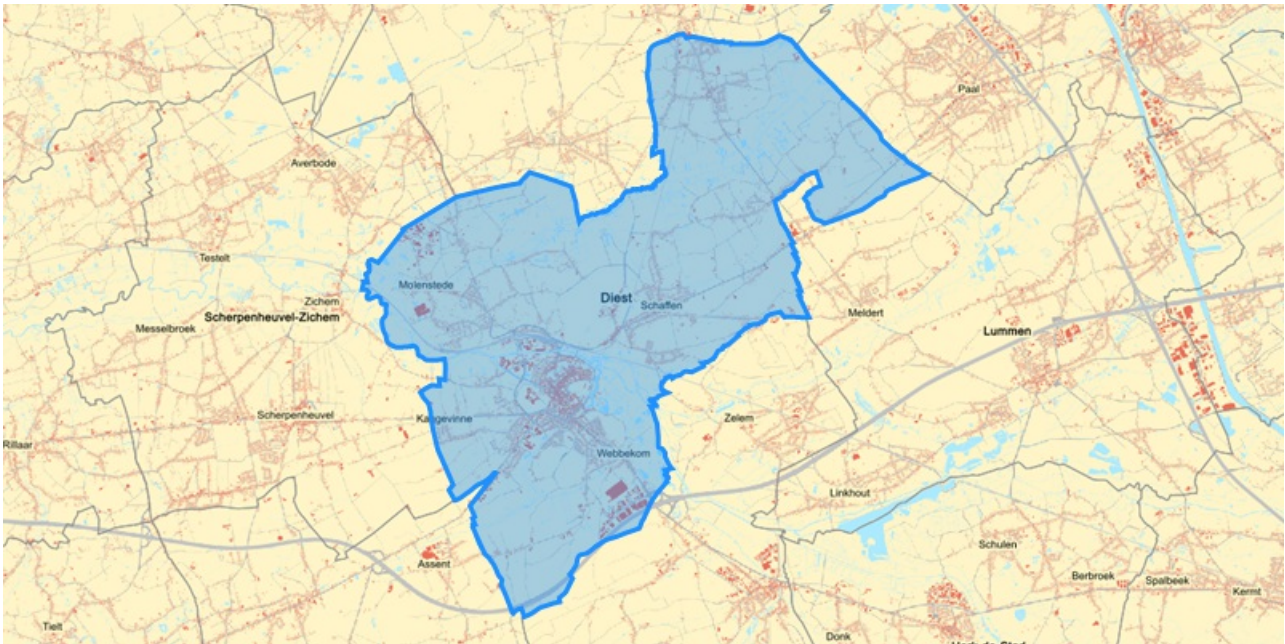 Paal
Averbode
Testelt
Molenstede
Diest
Schaffen
Zichem
Scherpenheuvel-Zichem
Messelbroek
Meldert
Lummen
Scherpenheuvel
Kaggevinne
Zelem
Rillaar
Webbekom
Linkhout
Schulen
Assent
Berbroek
Spalbeek
Kermt
Tielt
Donk